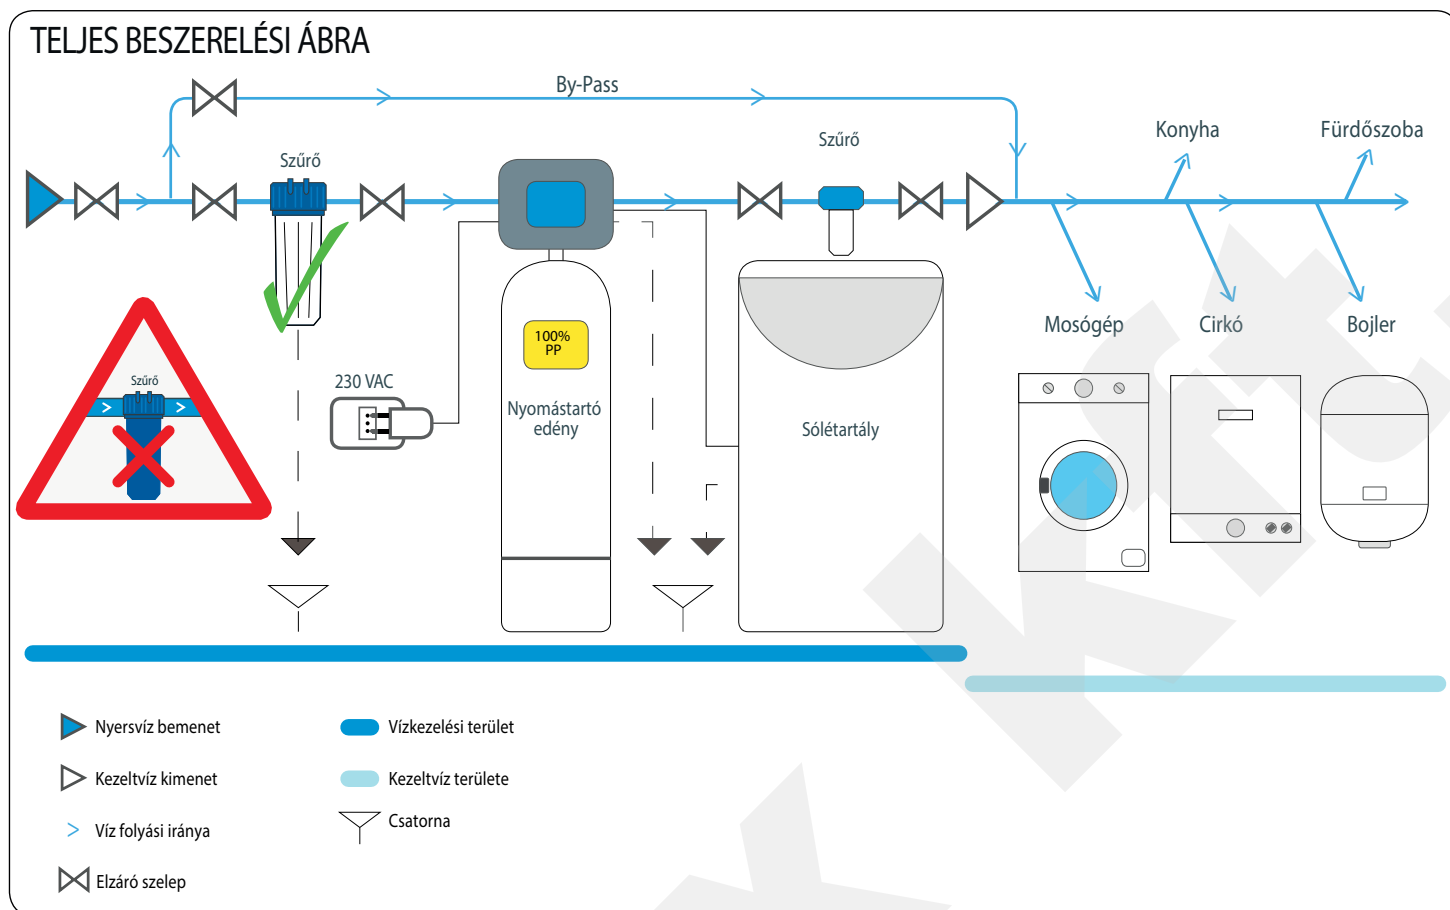 TELJES BESZERELÉSI ÁBRA
By-Pass
Szűrő
Szűrő
Konyha
Fürdőszoba
Szűrő
100%
PP
230 VAC
Nyomástartó
edény
Sólétartály
Mosógép
Cirkó
Bojler
Nyersvíz bemenet
Kezeltvíz kimenet
Víz folyási iránya
Elzáró szelep
Vízkezelési terület
Kezeltvíz területe
Csatorna